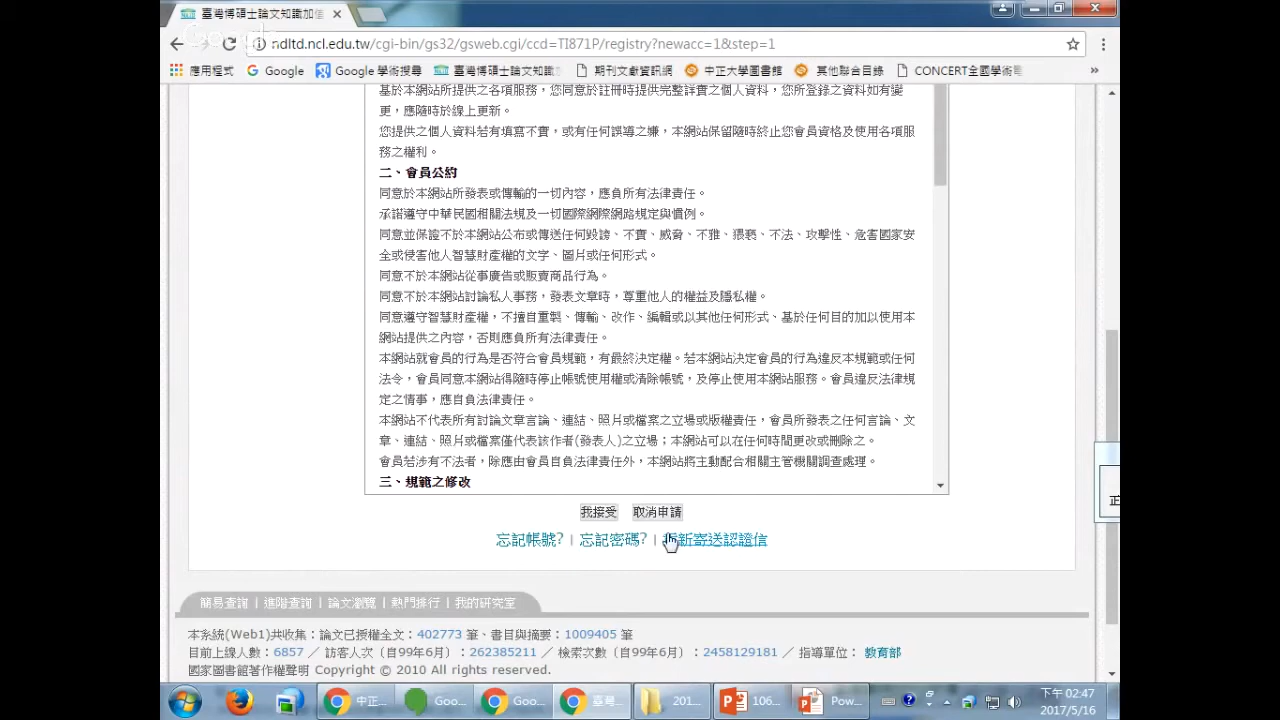 臺灣博碩士論文知識加值
ndltd.ncl.edu.tw/cgi-bin/gs32/gsweb.cgi/ccd=TI871P/registry?newacc=1&step=1
應用程式 Google Google 學術搜尋 臺灣博碩士論文知識 期刊文獻資訊網 中正大學圖書館 其他聯合目錄 CONCERT全國學術電 »
基於本網站所提供之各項服務，您同意於註冊時提供完整詳實之個人資料，您所登錄之資料如有變
更，應隨時於線上更新。
您提供之個人資料若有填寫不實，或有任何誤導之嫌，本網站保留隨時終止您會員資格及使用各項服
務之權利。
二、會員公約
同意於本網站所發表或傳輸的一切內容，應負所有法律責任。
承諾遵守中華民國相關法規及一切國際網際網路規定與慣例。
同意並保證不於本網站公布或傳送任何毀謗、不實、威脅、不雅、猥褻、不法、攻擊性、危害國家安
全或侵害他人智慧財產權的文字、圖片或任何形式。
同意不於本網站從事廣告或販賣商品行為。
同意不於本網站討論私人事務，發表文章時，尊重他人的權益及隱私權。
同意遵守智慧財產權，不擅自重製、傳輸、改作、編輯或以其他任何形式、基於任何目的加以使用本
網站提供之內容，否則應負所有法律責任。
本網站就會員的行為是否符合會員規範，有最終決定權。若本網站決定會員的行為違反本規範或任何
法令，會員同意本網站得隨時停止帳號使用權或清除帳號，及停止使用本網站服務。會員違反法律規
定之情事，應自負法律責任。
本網站不代表所有討論文章言論、連結、照片或檔案之立場或版權責任，會員所發表之任何言論、文
章、連結、照片或檔案僅代表該作者(發表人)之立場；本網站可以在任何時間更改或刪除之。
會員若涉有不法者，除應由會員自負法律責任外，本網站將主動配合相關主管機關調查處理。
三、規範之修改
我接受 取消申請
忘記帳號? | 忘記密碼? | 重新寄送認證信
正
簡易查詢 | 進階查詢 | 論文瀏覽 | 熱門排行 | 我的研究室
本系統(Web1)共收集：論文已授權全文：402773 筆、書目與摘要：1009405 筆
目前上線人數：6857 ／ 訪客人次（自99年6月）：262385211 ／ 檢索次數（自99年6月）：2458129181 ／ 指導單位： 教育部
國家圖書館著作權聲明 Copyright © 2010 All rights reserved.
中正... Goo... Goo... 臺灣... 201... 106... Pow... 下午 02:47
2017/5/16